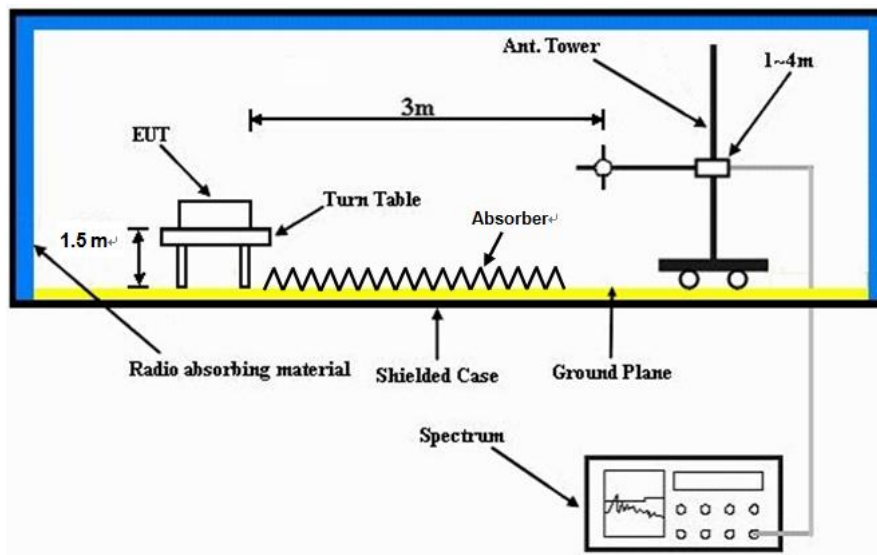 Ant. Tower
1~4m
3m
EUT
Turn Table
Absorber↵
1.5 m↵
Radio absorbing material
Shielded Case
Ground Plane
Spectrum